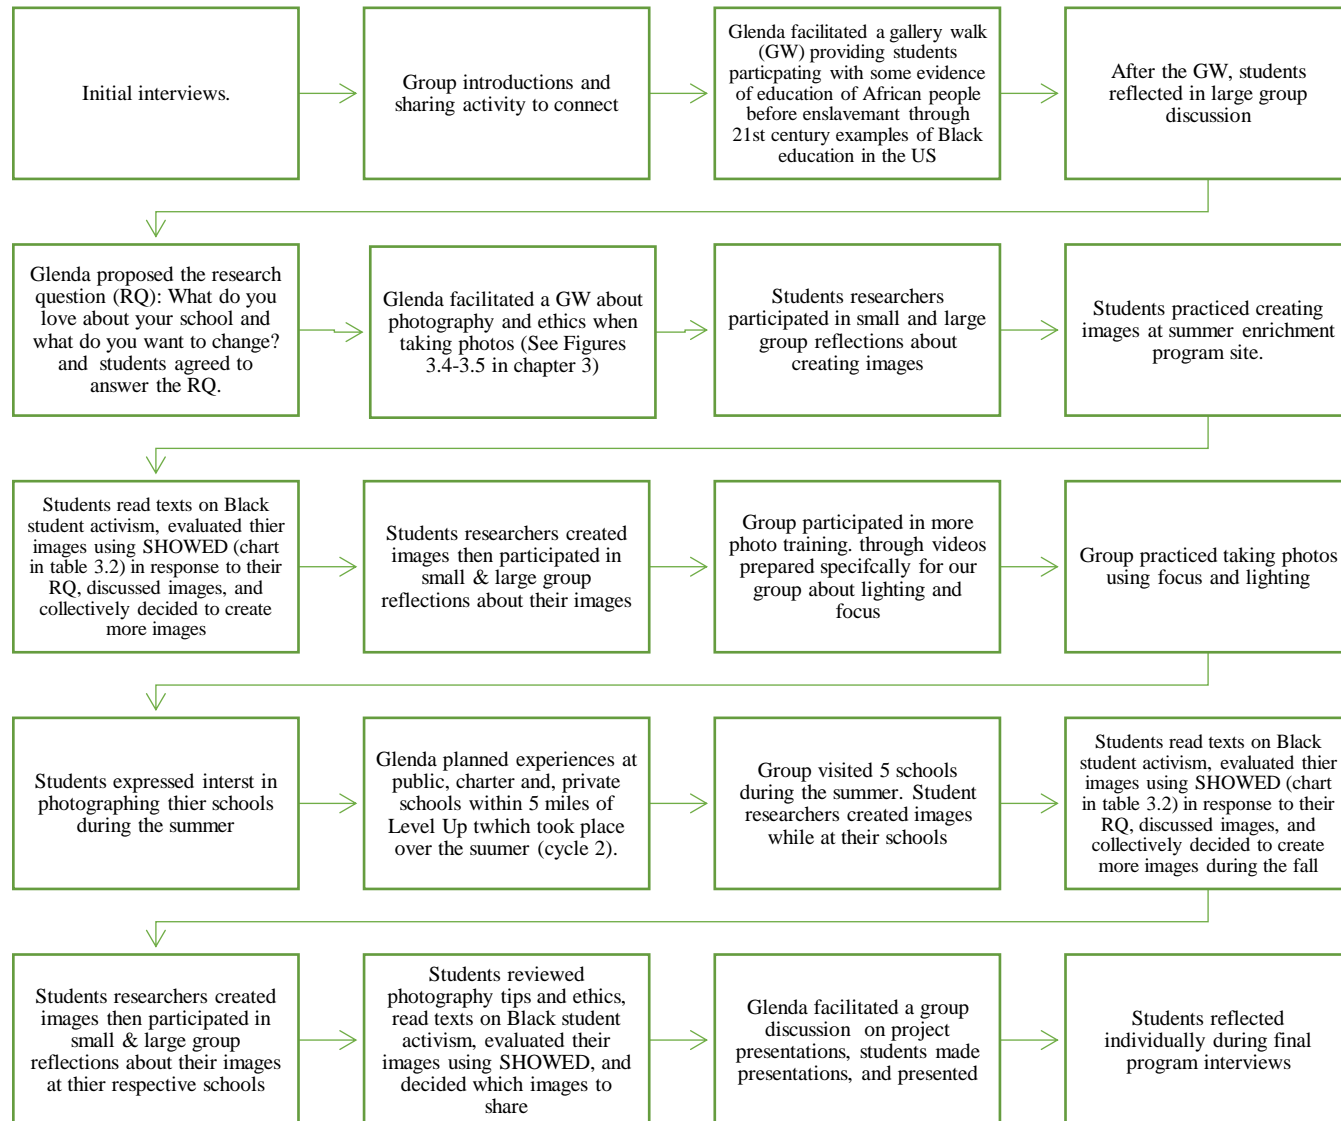 Initial interviews.
Group introductions and
sharing activity to connect
Glenda facilitated a gallery walk
(GW) providing students
particpating with some evidence
of education of African people
before enslavemant through
21st century examples of Black
education in the US
After the GW, students
reflected in large group
discussion
Glenda proposed the research
question (RQ): What do you
love about your school and
what do you want to change?
and students agreed to
answer the RQ.
Glenda facilitated a GW about
photography and ethics when
taking photos (See Figures
3.4-3.5 in chapter 3)
Students researchers
participated in small and large
group reflections about
creating images
Students practiced creating
images at summer enrichment
program site.
Students read texts on Black
student activism, evaluated thier
images using SHOWED (chart
in table 3.2) in response to their
RQ, discussed images, and
collectively decided to create
more images
Students researchers created
images then participated in
small & large group
reflections about their images
Group participated in more
photo training. through videos
prepared specifcally for our
group about lighting and
focus
Group practiced taking photos
using focus and lighting
Students expressed interst in
photographing thier schools
during the summer
Glenda planned experiences at
public, charter and, private
schools within 5 miles of
Level Up twhich took place
over the suumer (cycle 2).
Group visited 5 schools
during the summer. Student
researchers created images
while at their schools
Students read texts on Black
student activism, evaluated thier
images using SHOWED (chart
in table 3.2) in response to their
RQ, discussed images, and
collectively decided to create
more images during the fall
Students researchers created
images then participated in
small & large group
reflections about their images
at thier respective schools
Students reviewed
photography tips and ethics,
read texts on Black student
activism, evaluated their
images using SHOWED, and
decided which images to
share
Glenda facilitated a group
discussion on project
presentations, students made
presentations, and presented
Students reflected
individually during final
program interviews